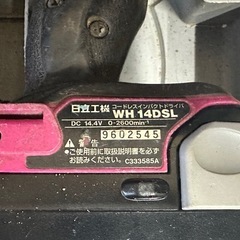 日立工機 コードレスインパクトドライバ
WH 14DSL
DC 14.4V 0-2600min⁻¹
9602545
警告
ご使用前に取扱説明書を必ず
お読みください。 C333585A